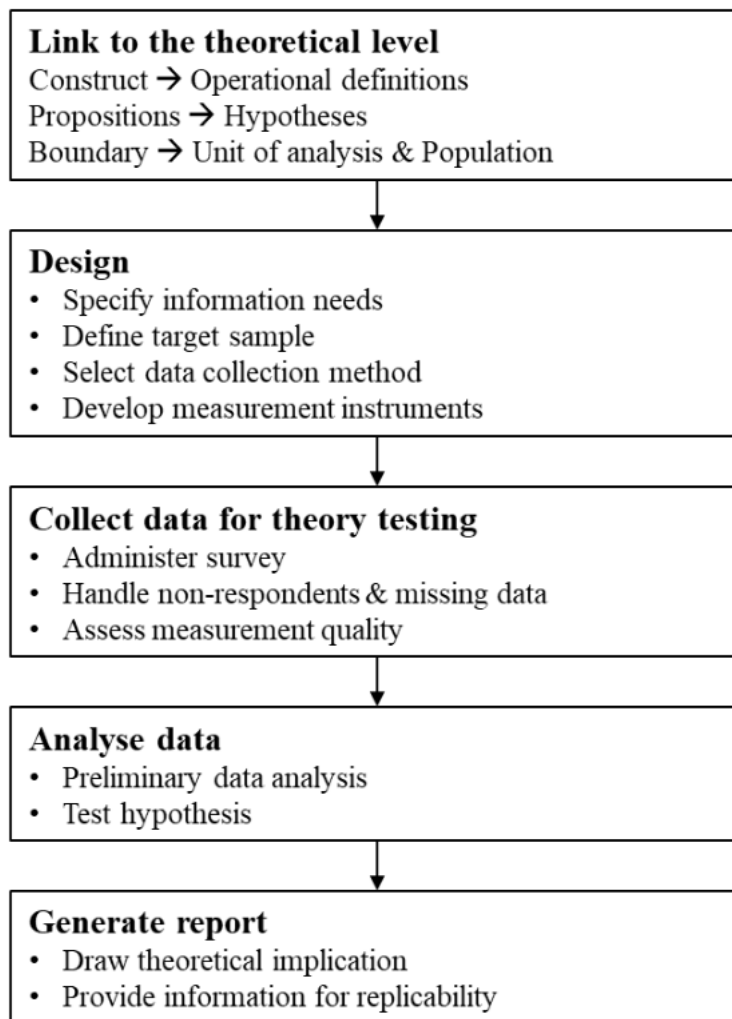 Link to the theoretical level
Construct → Operational definitions
Propositions → Hypotheses
Boundary → Unit of analysis & Population
Design
• Specify information needs
• Define target sample
• Select data collection method
• Develop measurement instruments
Collect data for theory testing
• Administer survey
• Handle non-respondents & missing data
• Assess measurement quality
Analyse data
• Preliminary data analysis
• Test hypothesis
Generate report
• Draw theoretical implication
• Provide information for replicability